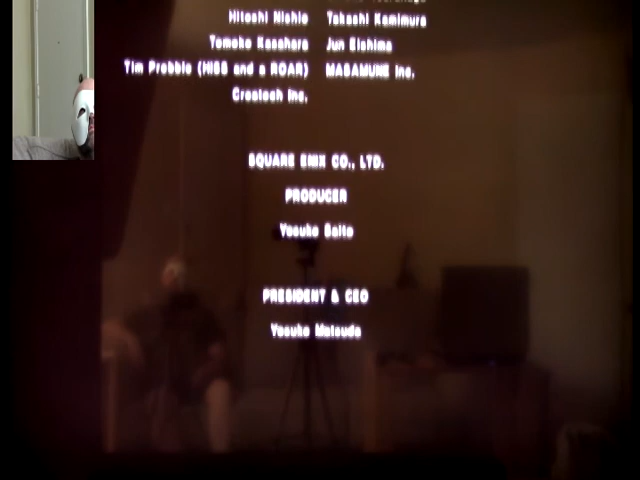 Hitoshi Nishio Takashi Kamimura
Tomoko Kasahara Jun Eishima
Tim Prebble (HISS and a ROAR) MASAMUNE Inc.
Createch Inc.
SQUARE ENIX CO., LTD.
PRODUCER
Yosuke Saito
PRESIDENT & CEO
Yosuke Matsuda